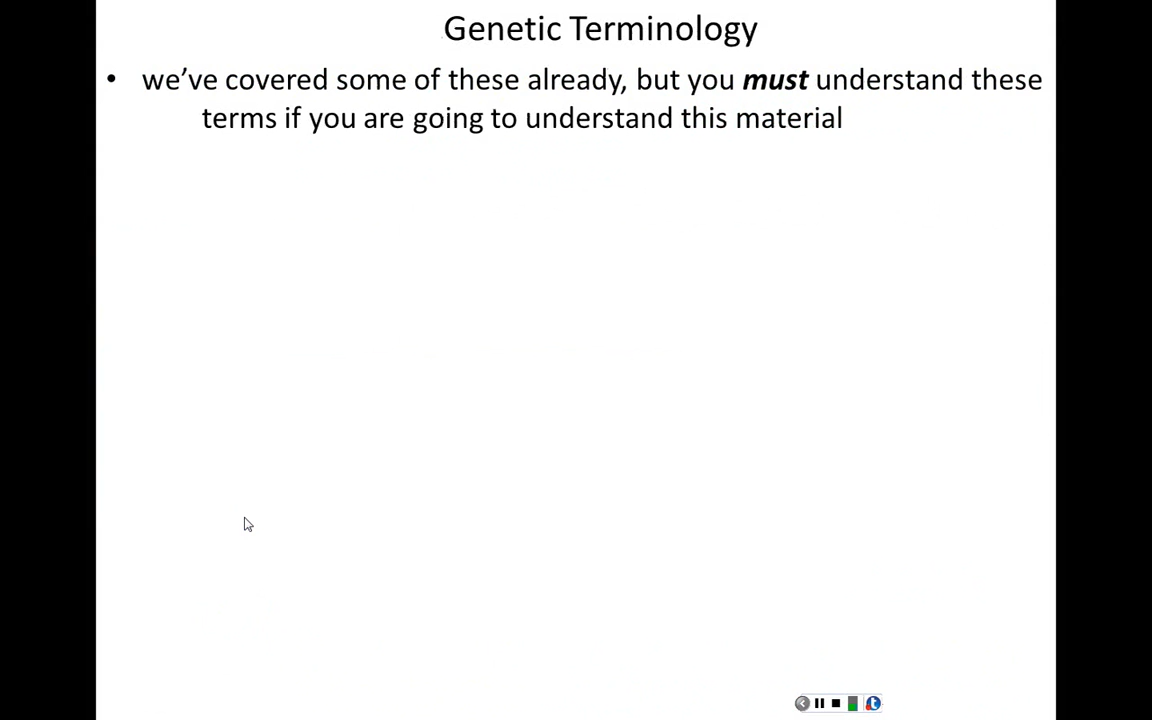 Genetic Terminology
• we’ve covered some of these already, but you must understand these
terms if you are going to understand this material